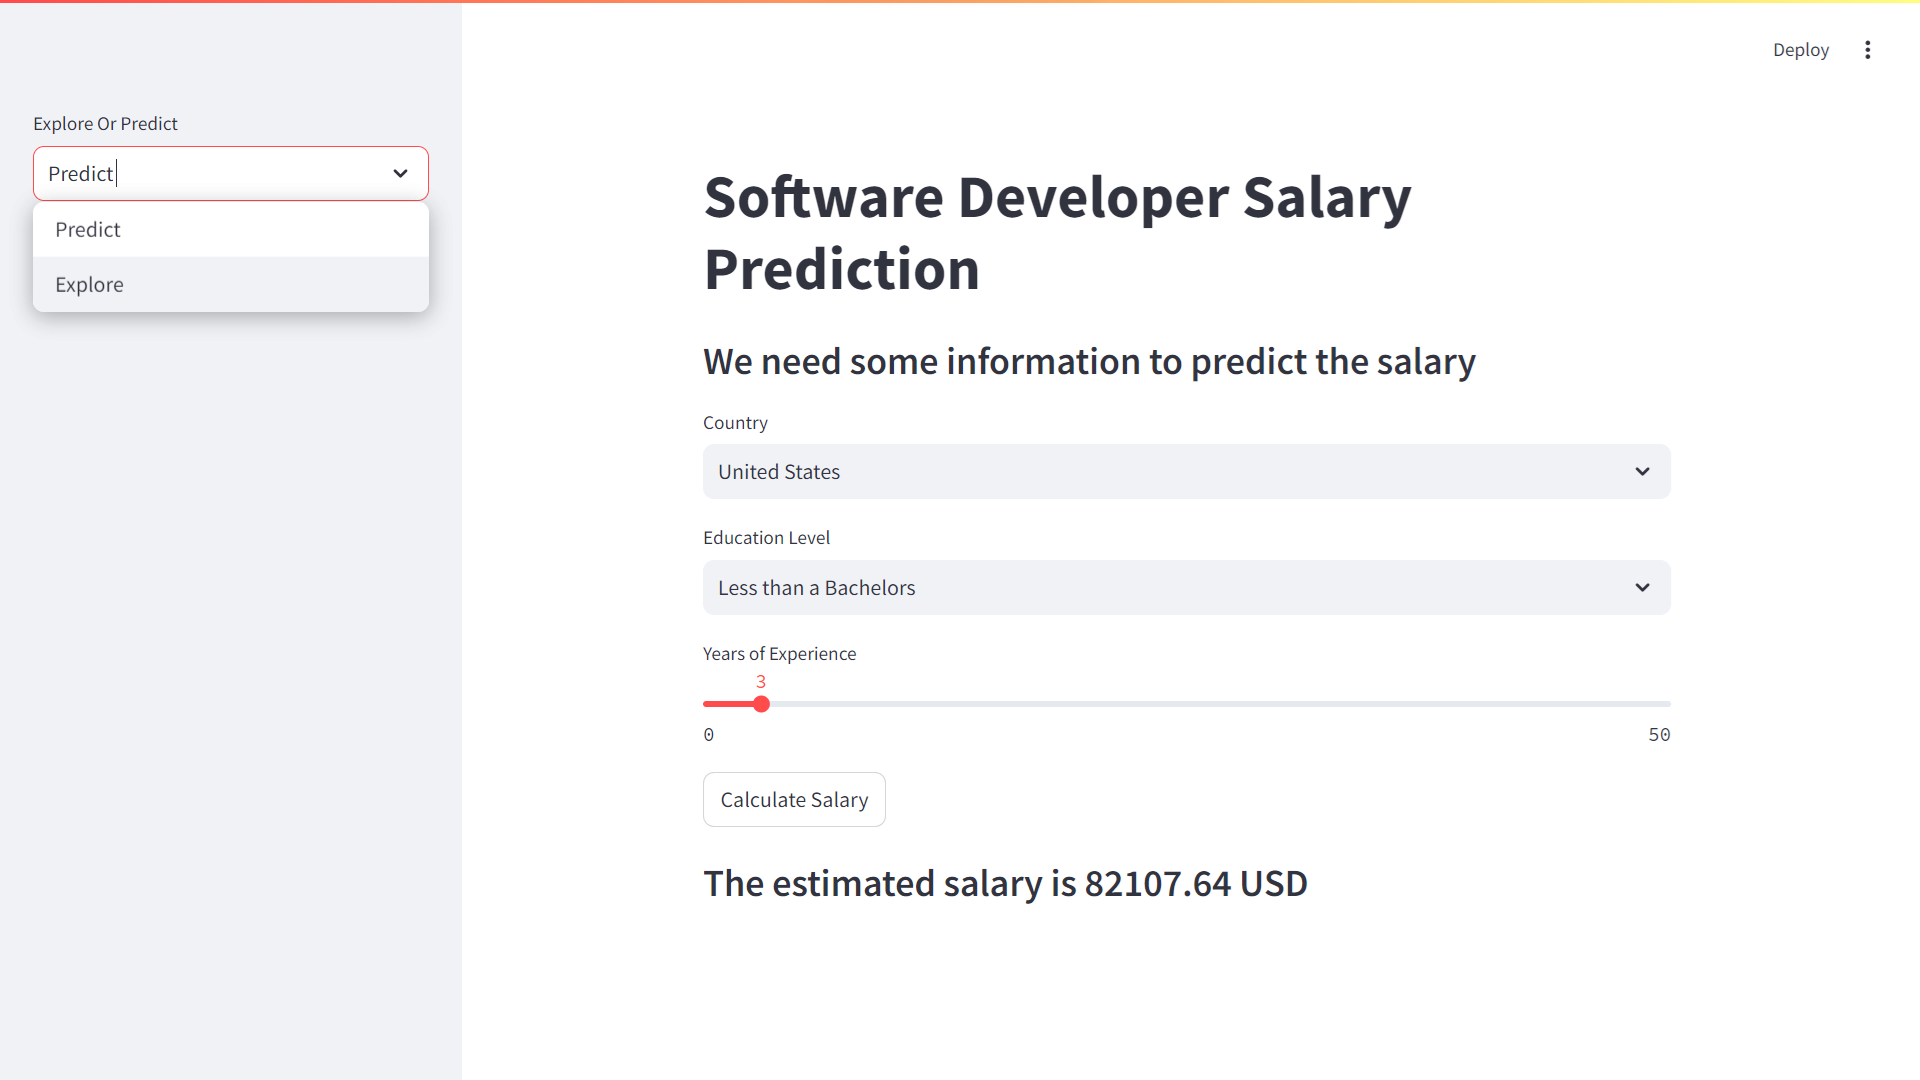 Deploy
Explore Or Predict
Predict
Predict
Explore
Software Developer Salary
Prediction
We need some information to predict the salary
Country
United States
Education Level
Less than a Bachelors
Years of Experience
3
0
50
Calculate Salary
The estimated salary is 82107.64 USD